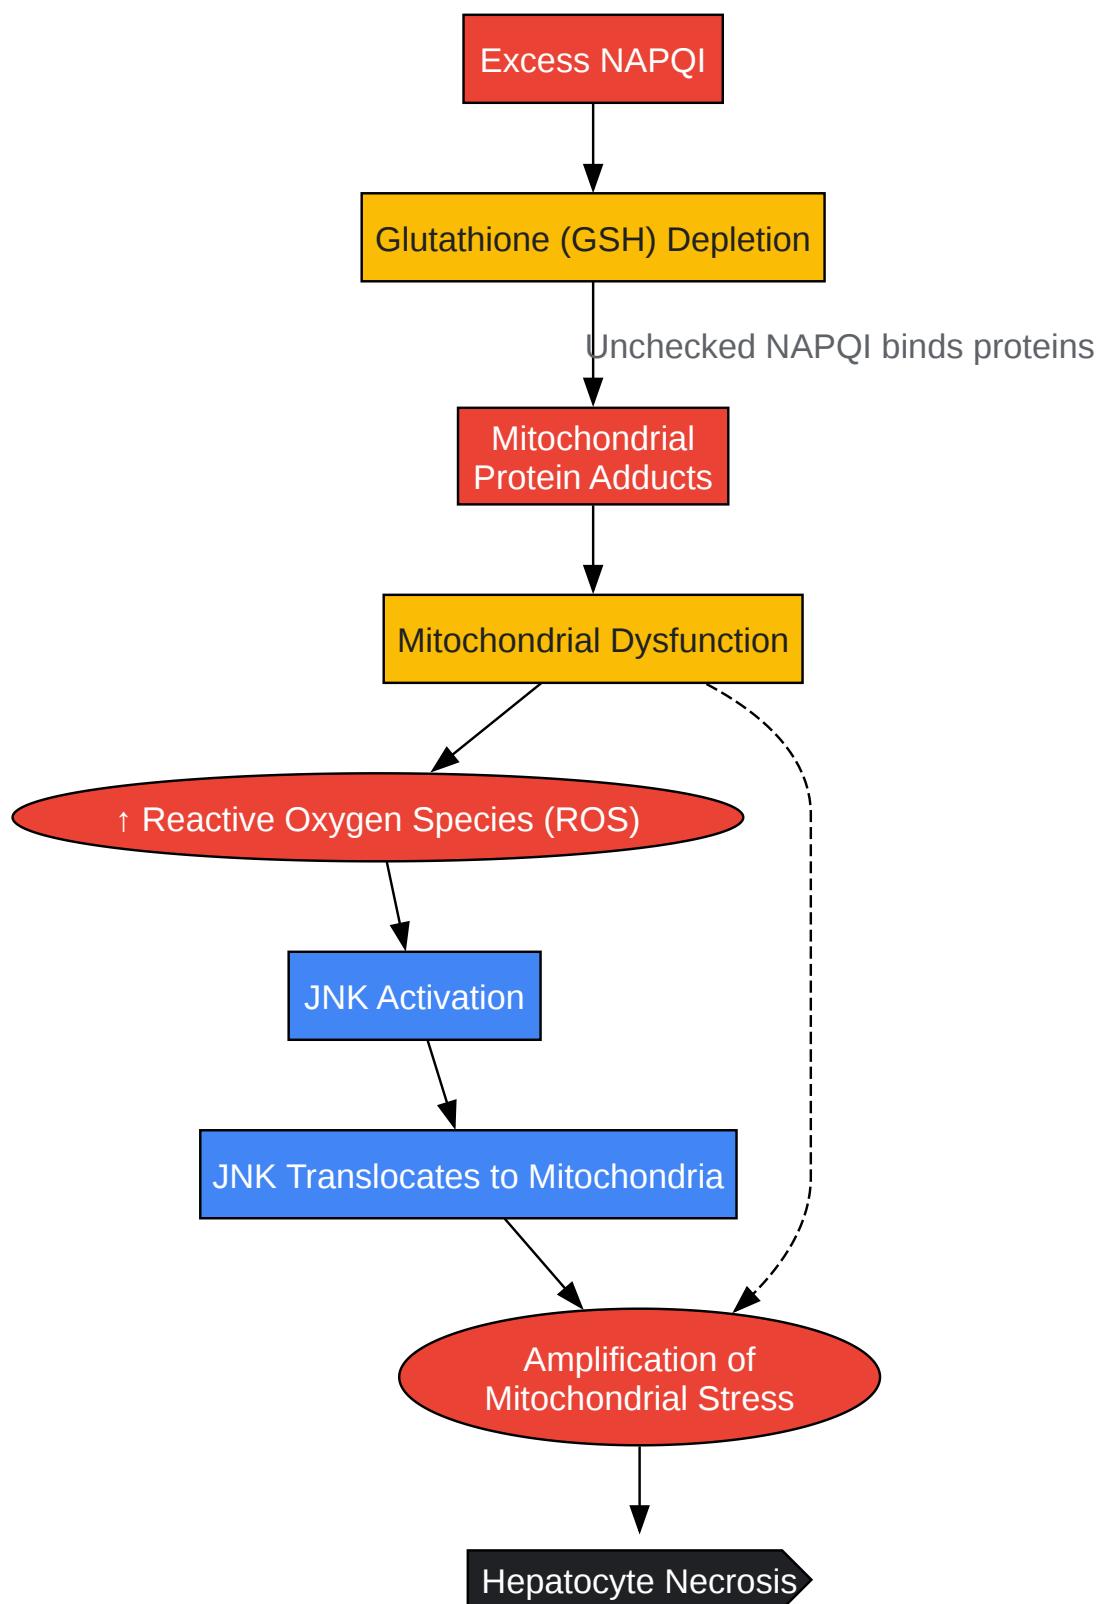 Excess NAPQI
Glutathione (GSH) Depletion
Unchecked NAPQI binds proteins
Mitochondrial
Protein Adducts
Mitochondrial Dysfunction
↑ Reactive Oxygen Species (ROS)
JNK Activation
JNK Translocates to Mitochondria
Amplification of
Mitochondrial Stress
Hepatocyte Necrosis